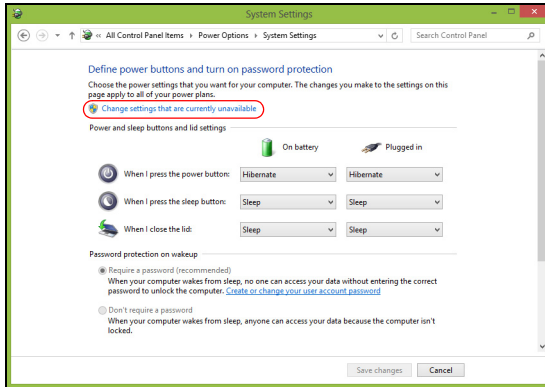 System Settings
« All Control Panel Items › Power Options › System Settings
Search Control Panel
Define power buttons and turn on password protection
Choose the power settings that you want for your computer. The changes you make to the settings on this
page apply to all of your power plans.
Change settings that are currently unavailable
Power and sleep buttons and lid settings
On battery
Plugged in
When I press the power button: Hibernate Hibernate
When I press the sleep button: Sleep Sleep
When I close the lid: Sleep Sleep
Password protection on wakeup
Require a password (recommended)
When your computer wakes from sleep, no one can access your data without entering the correct
password to unlock the computer. Create or change your user account password
Don't require a password
When your computer wakes from sleep, anyone can access your data because the computer isn't
locked.
Save changes
Cancel